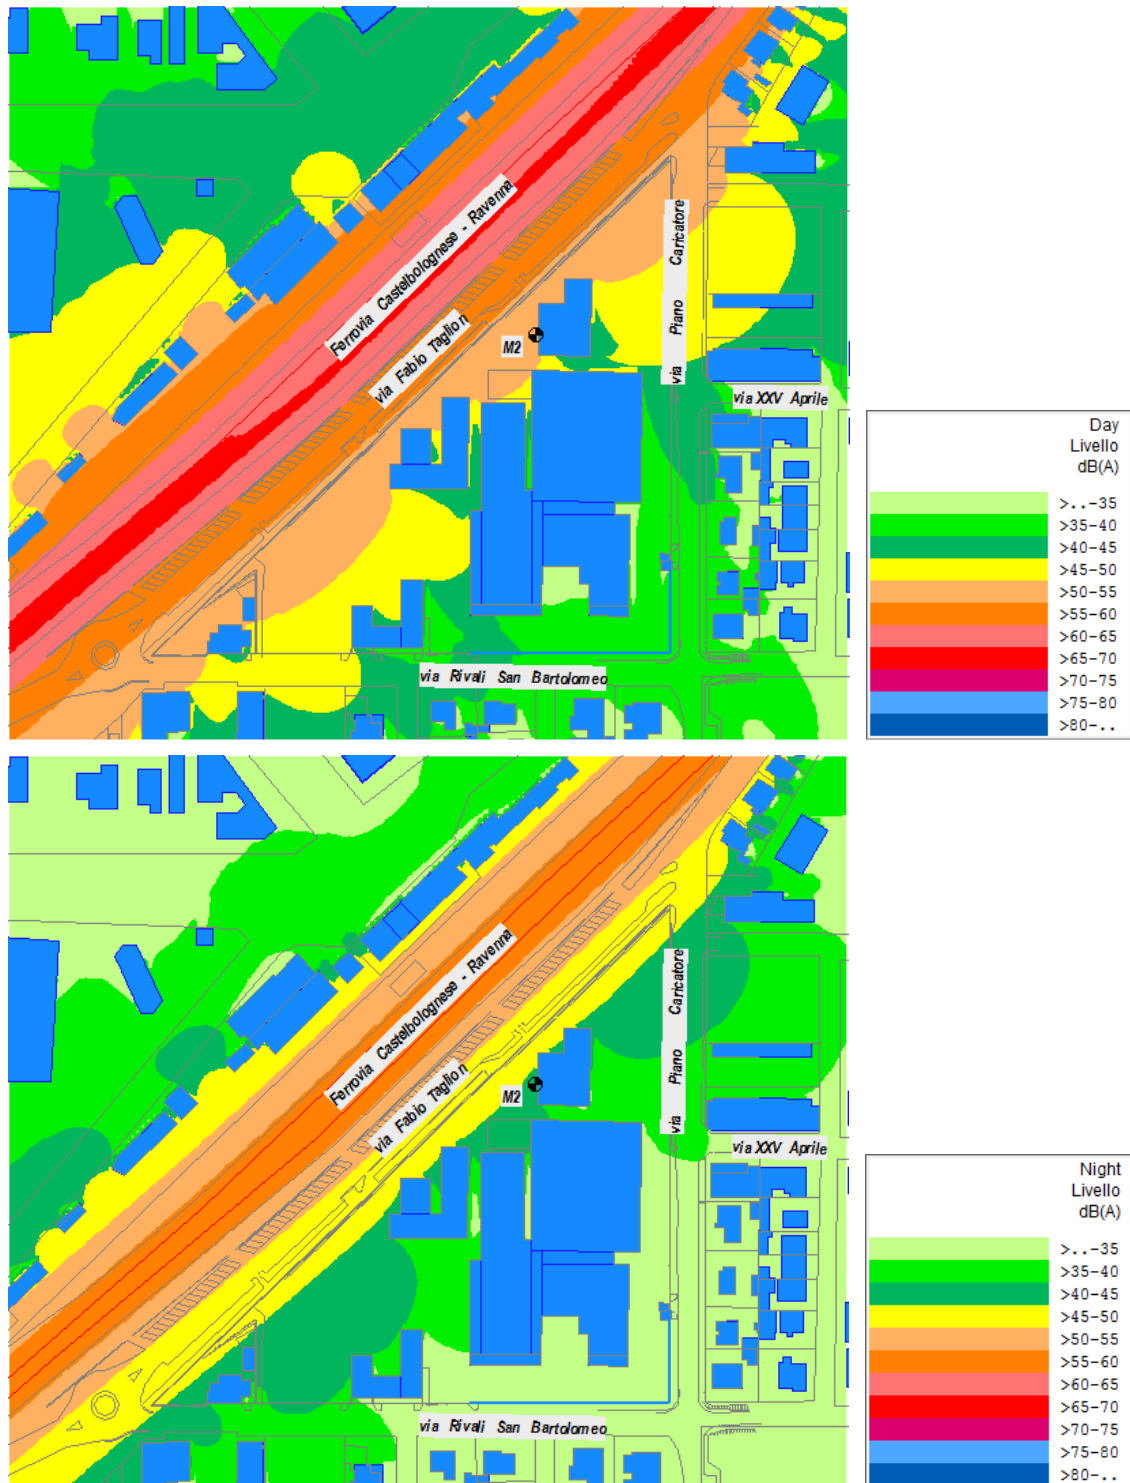 Ferrovia Castelbolognese - Ravenna
via Fabio Taglion
M2
via Piano Caricatore
via XXV Aprile
via Rivali San Bartolomeo
Day
Livello
dB(A)
>..-35
>35-40
>40-45
>45-50
>50-55
>55-60
>60-65
>65-70
>70-75
>75-80
>80-..
Ferrovia Castelbolognese - Ravenna
via Fabio Taglion
M2
via Piano Caricatore
via XXV Aprile
via Rivali San Bartolomeo
Night
Livello
dB(A)
>..-35
>35-40
>40-45
>45-50
>50-55
>55-60
>60-65
>65-70
>70-75
>75-80
>80-..